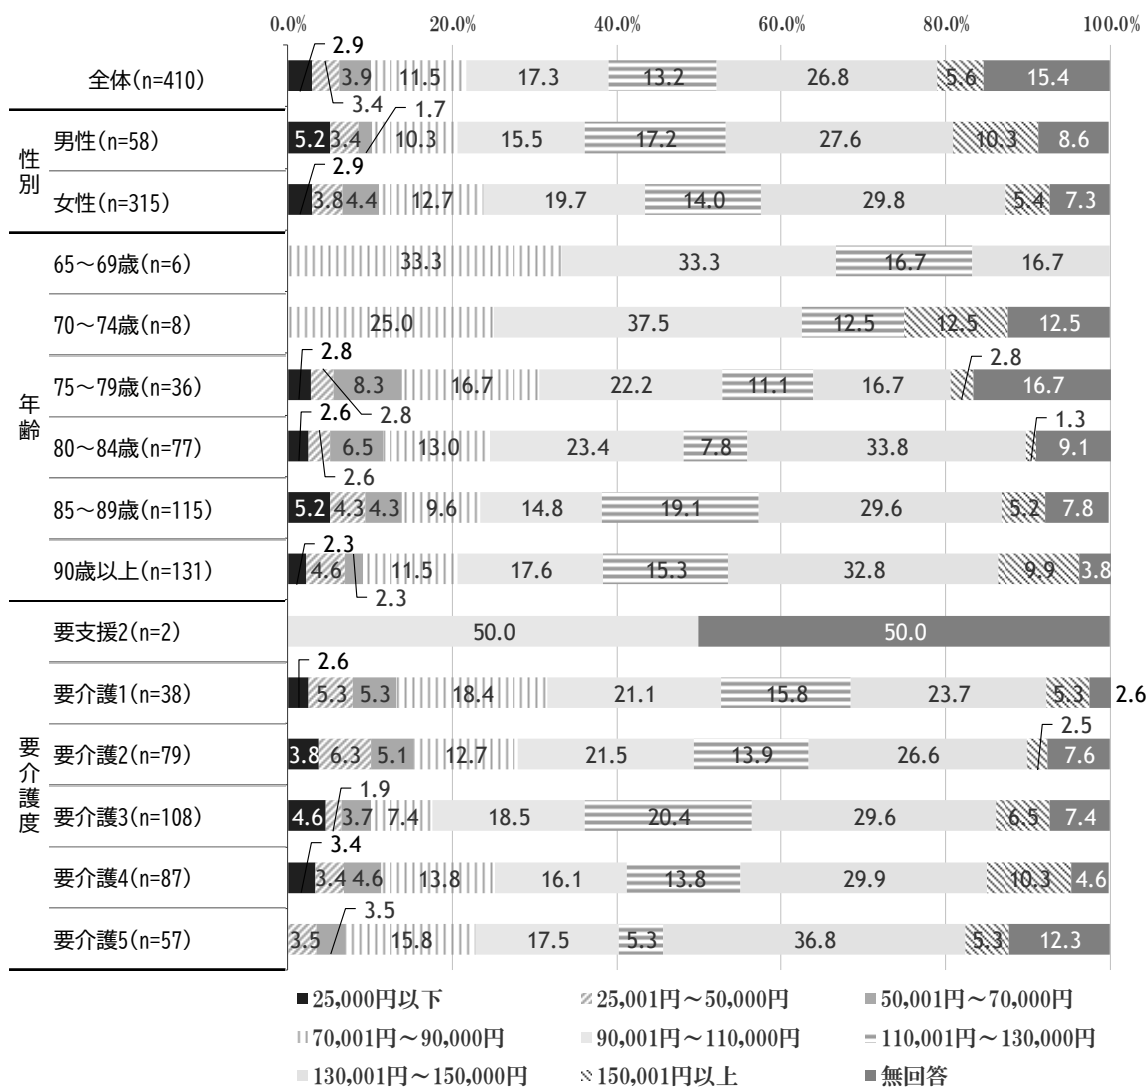 0.0% 20.0% 40.0% 60.0% 80.0% 100.0%
全体(n=410) 2.9 3.4 3.9 11.5 17.3 13.2 26.8 5.6 15.4
性別
男性(n=58) 5.2 3.4 1.7 10.3 15.5 17.2 27.6 10.3 8.6
女性(n=315) 2.9 3.8 4.4 12.7 19.7 14.0 29.8 5.4 7.3
年齢
65～69歳(n=6) 33.3 33.3 16.7 16.7
70～74歳(n=8) 25.0 37.5 12.5 12.5 12.5
75～79歳(n=36) 2.8 2.8 8.3 16.7 22.2 11.1 16.7 2.8 16.7
80～84歳(n=77) 2.6 2.6 6.5 13.0 23.4 7.8 33.8 1.3 9.1
85～89歳(n=115) 5.2 4.3 4.3 9.6 14.8 19.1 29.6 5.2 7.8
90歳以上(n=131) 2.3 4.6 2.3 11.5 17.6 15.3 32.8 9.9 3.8
要介護度
要支援2(n=2) 50.0 50.0
要介護1(n=38) 2.6 5.3 5.3 18.4 21.1 15.8 23.7 5.3 2.6
要介護2(n=79) 3.8 6.3 5.1 12.7 21.5 13.9 26.6 2.5 7.6
要介護3(n=108) 4.6 1.9 3.7 7.4 18.5 20.4 29.6 6.5 7.4
要介護4(n=87) 3.4 3.4 4.6 13.8 16.1 13.8 29.9 10.3 4.6
要介護5(n=57) 3.5 3.5 15.8 17.5 5.3 36.8 5.3 12.3
25,000円以下 25,001円～50,000円 50,001円～70,000円
70,001円～90,000円 90,001円～110,000円 110,001円～130,000円
130,001円～150,000円 150,001円以上 無回答